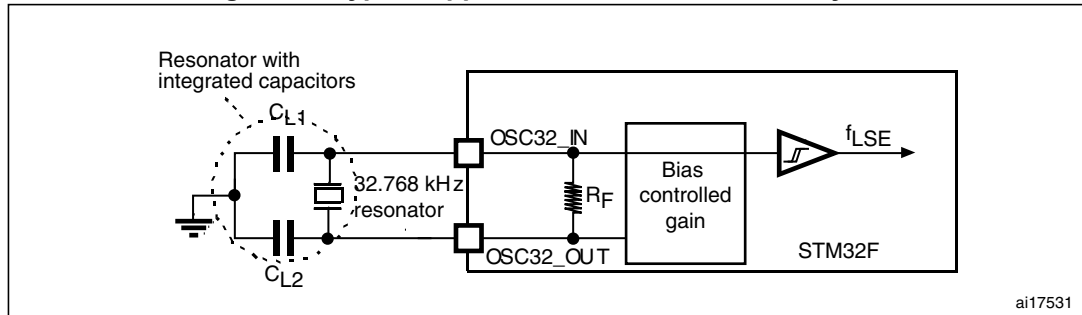 Resonator with
integrated capacitors
CL1
OSC32_IN
fLSE
32.768 kHz
resonator
RF
Bias
controlled
gain
STM32F
OSC32_OUT
CL2
ai17531